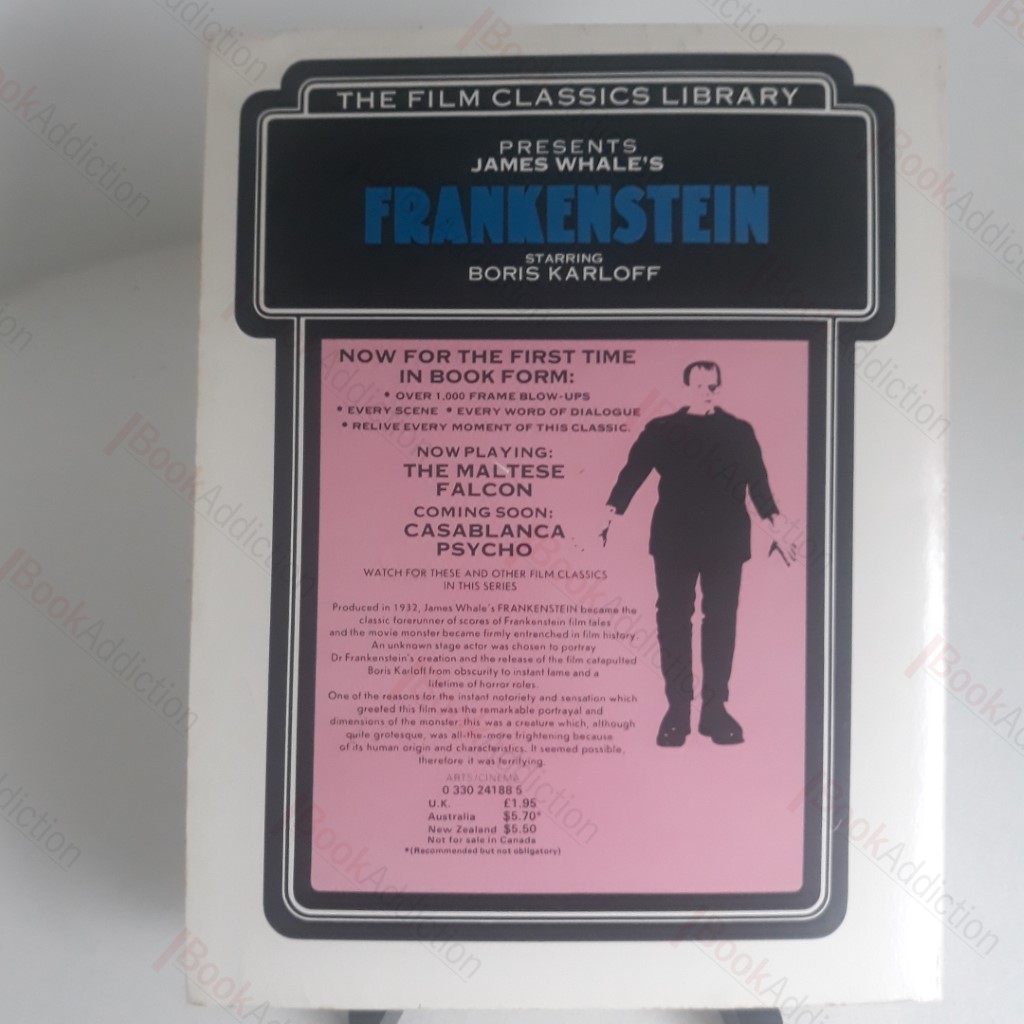 THE FILM CLASSICS LIBRARY
PRESENTS
JAMES WHALE'S
FRANKENSTEIN
STARRING
BORIS KARLOFF
NOW FOR THE FIRST TIME
IN BOOK FORM:
• OVER 1,000 FRAME BLOW-UPS
• EVERY SCENE • EVERY WORD OF DIALOGUE
• RELIVE EVERY MOMENT OF THIS CLASSIC.
NOW PLAYING:
THE MALTESE
FALCON
COMING SOON:
CASABLANCA
PSYCHO
WATCH FOR THESE AND OTHER FILM CLASSICS
IN THIS SERIES
Produced in 1932, James Whale's FRANKENSTEIN became the
classic forerunner of scores of Frankenstein film tales
and the movie monster became firmly entrenched in film history.
An unknown stage actor was chosen to portray
Dr Frankenstein's creation and the release of the film catapulted
Boris Karloff from obscurity to instant fame and a
lifetime of horror roles.
One of the reasons for the instant notoriety and sensation which
greeted this film was the remarkable portrayal and
dimensions of the monster: this was a creature which, although
quite grotesque, was all-the-more frightening because
of its human origin and characteristics. It seemed possible,
therefore it was terrifying.
ARTS/CINEMA
0 330 24188 5
U.K. £1.95
Australia $5.70*
New Zealand $5.50
Not for sale in Canada
*(Recommended but not obligatory)
BookAddiction